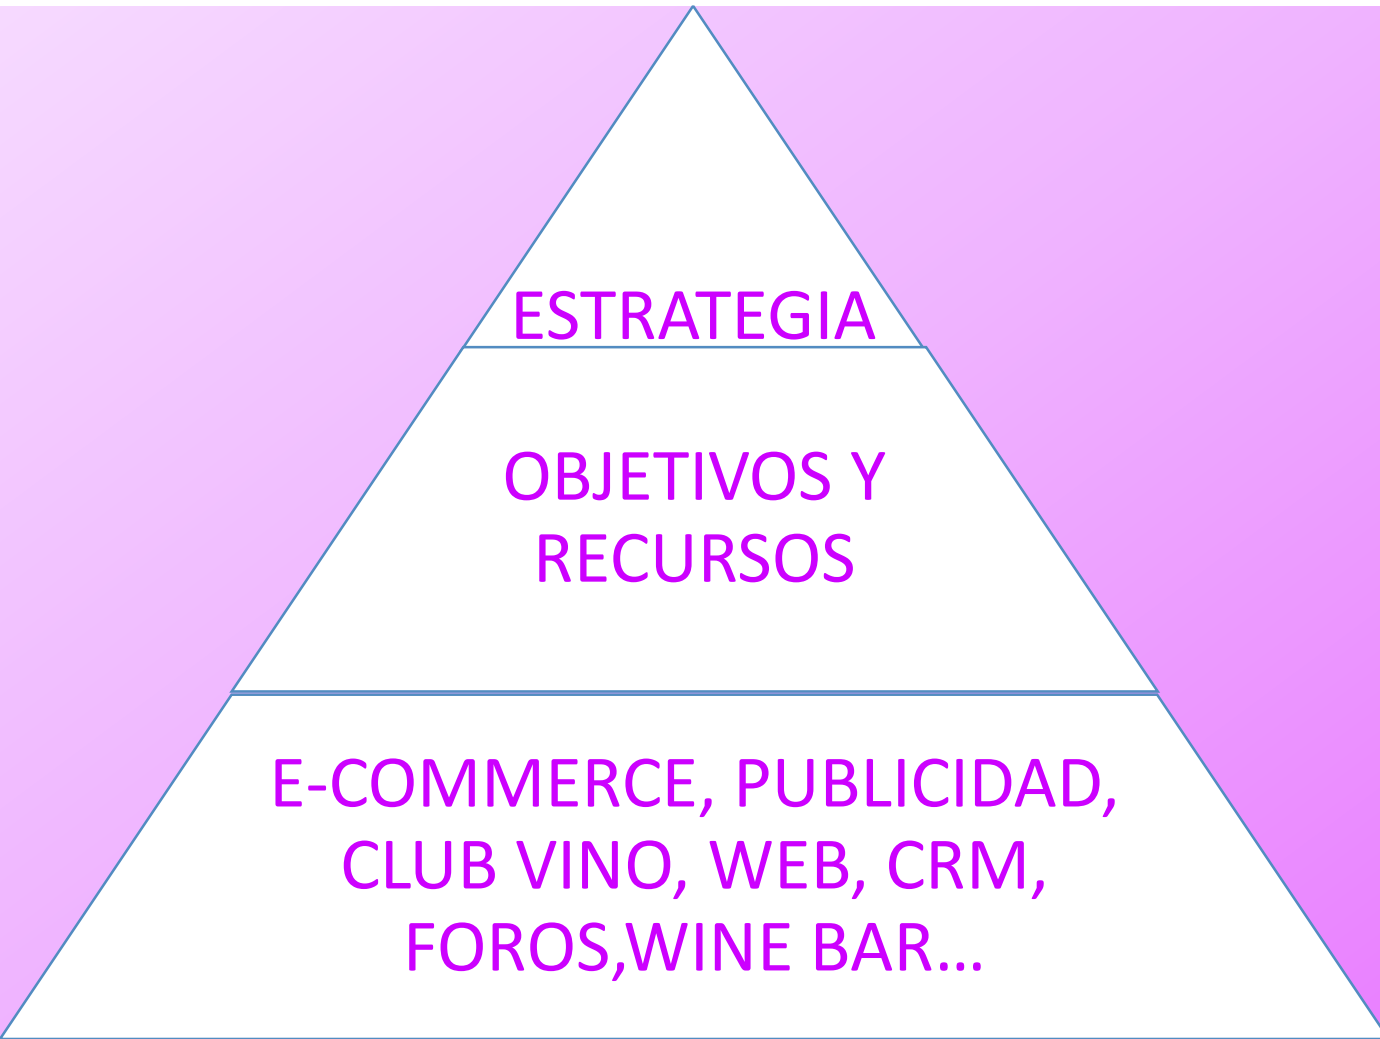 ESTRATEGIA
OBJETIVOS Y
RECURSOS
E-COMMERCE, PUBLICIDAD,
CLUB VINO, WEB, CRM,
FOROS,WINE BAR...